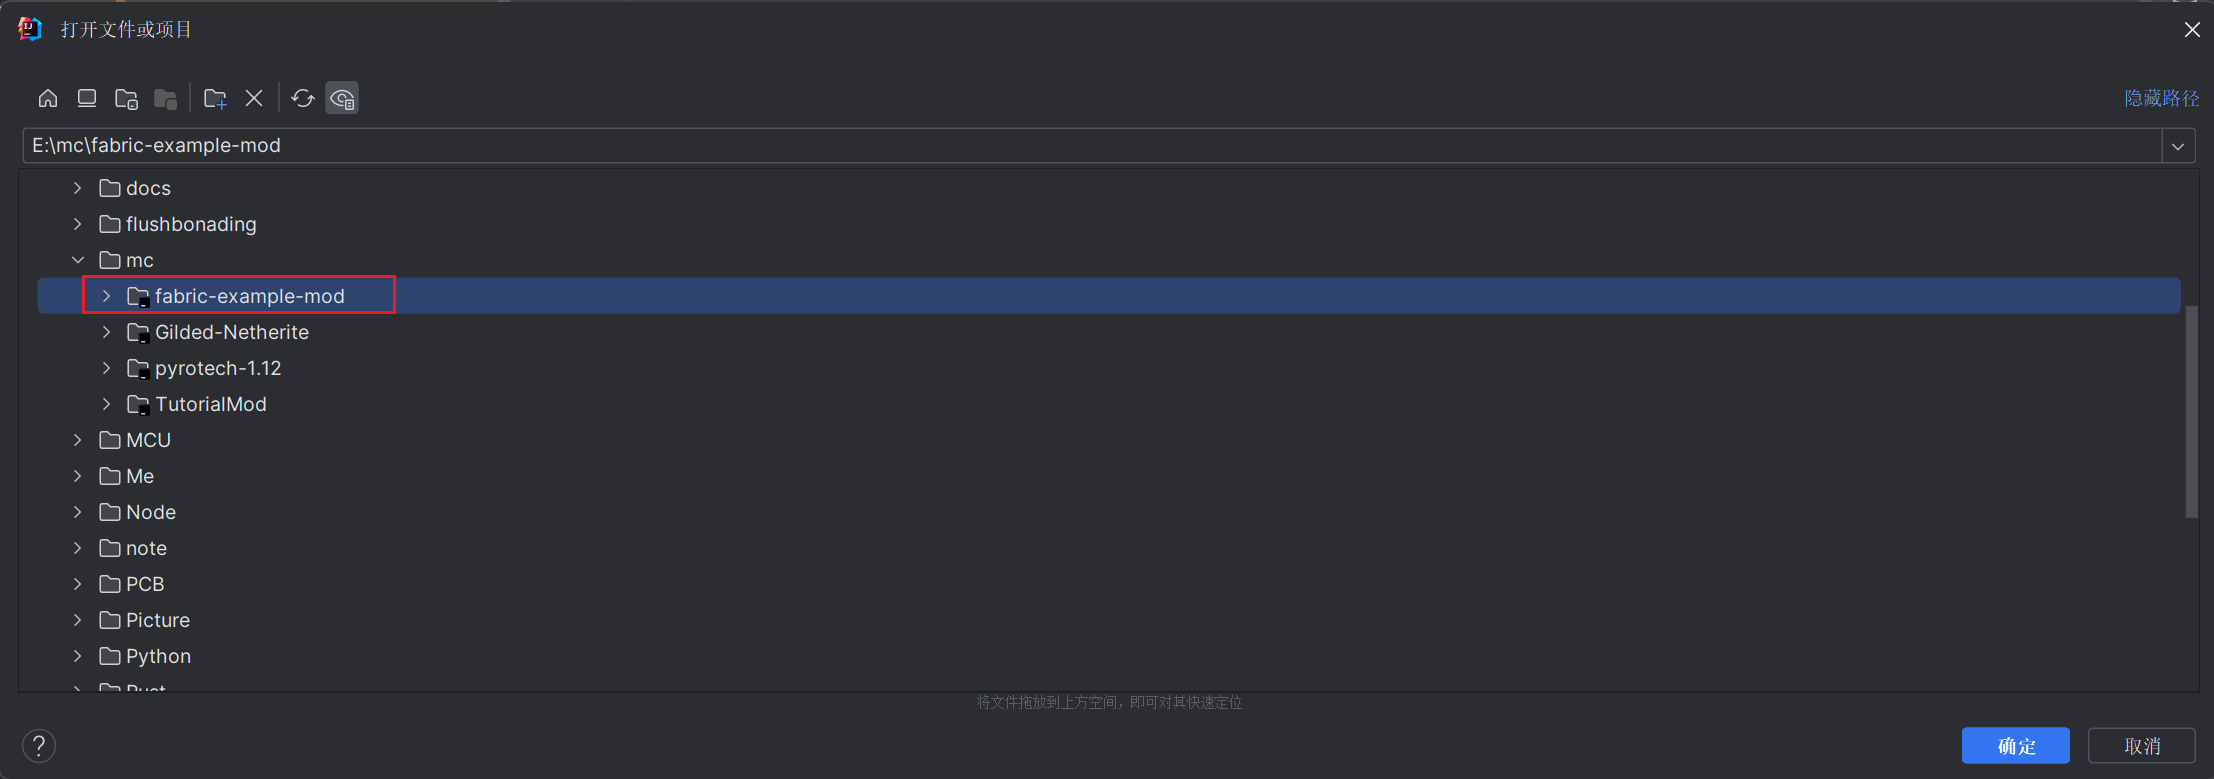 打开文件或项目
隐藏路径
E:\mc\fabric-example-mod
docs
flushbonading
mc
fabric-example-mod
Gilded-Netherite
pyrotech-1.12
TutorialMod
MCU
Me
Node
note
PCB
Picture
Python
Rust
将文件拖放到上方空间，即可对其快速定位
?
确定
取消